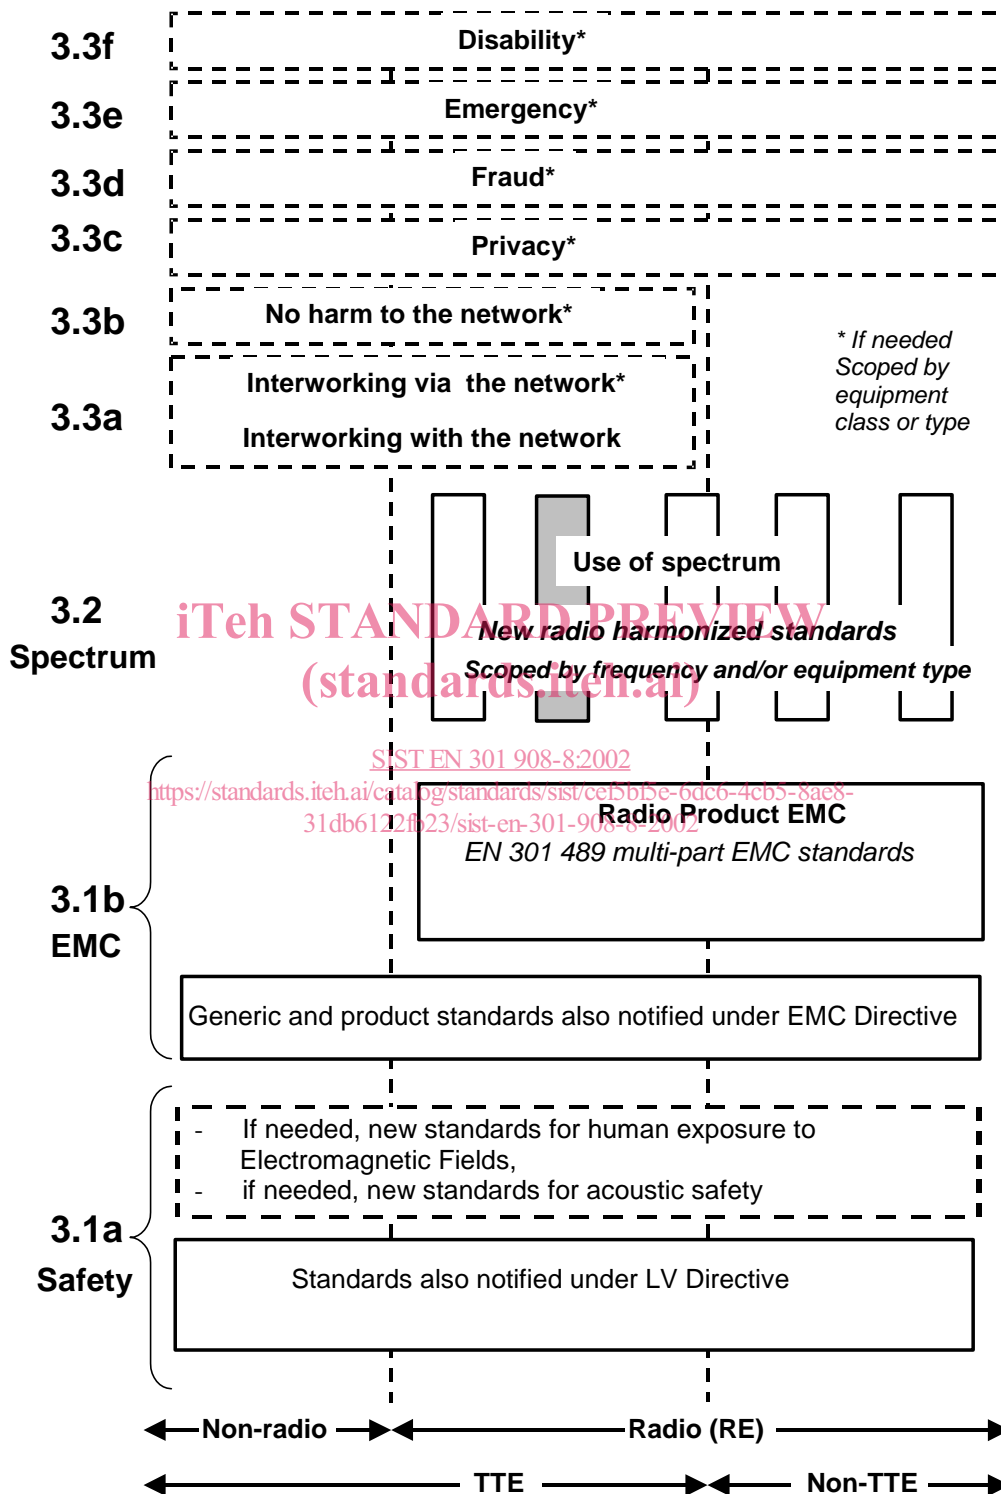 3.3f
Disability*
3.3e
Emergency*
3.3d
Fraud*
3.3c
Privacy*
3.3b
No harm to the network*
* If needed
Scoped by
equipment
class or type
3.3a
Interworking via the network*
Interworking with the network
Use of spectrum
3.2
Spectrum
iTeh STANDARD PREVIEW
New radio harmonized standards
(standards.iteh.ai)
Scoped by frequency and/or equipment type
SIST EN 301 908-8:2002
https://standards.iteh.ai/catalog/standards/sist/cef5bf5e-6dc6-4cb5-8ae8-
31db6122fb23/sist-en-301-908-8-2002
Radio Product EMC
EN 301 489 multi-part EMC standards
3.1b
EMC
Generic and product standards also notified under EMC Directive
- If needed, new standards for human exposure to
Electromagnetic Fields,
- if needed, new standards for acoustic safety
3.1a
Safety
Standards also notified under LV Directive
Non-radio
Radio (RE)
TTE
Non-TTE